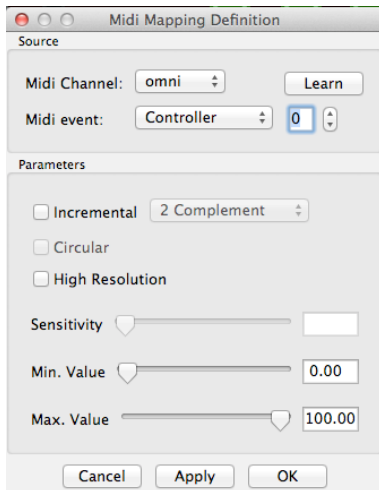 Midi Mapping Definition
Source
Midi Channel: omni Learn
Midi event: Controller 0
Parameters
Incremental 2 Complement
Circular
High Resolution
Sensitivity
Min. Value 0.00
Max. Value 100.00
Cancel Apply OK